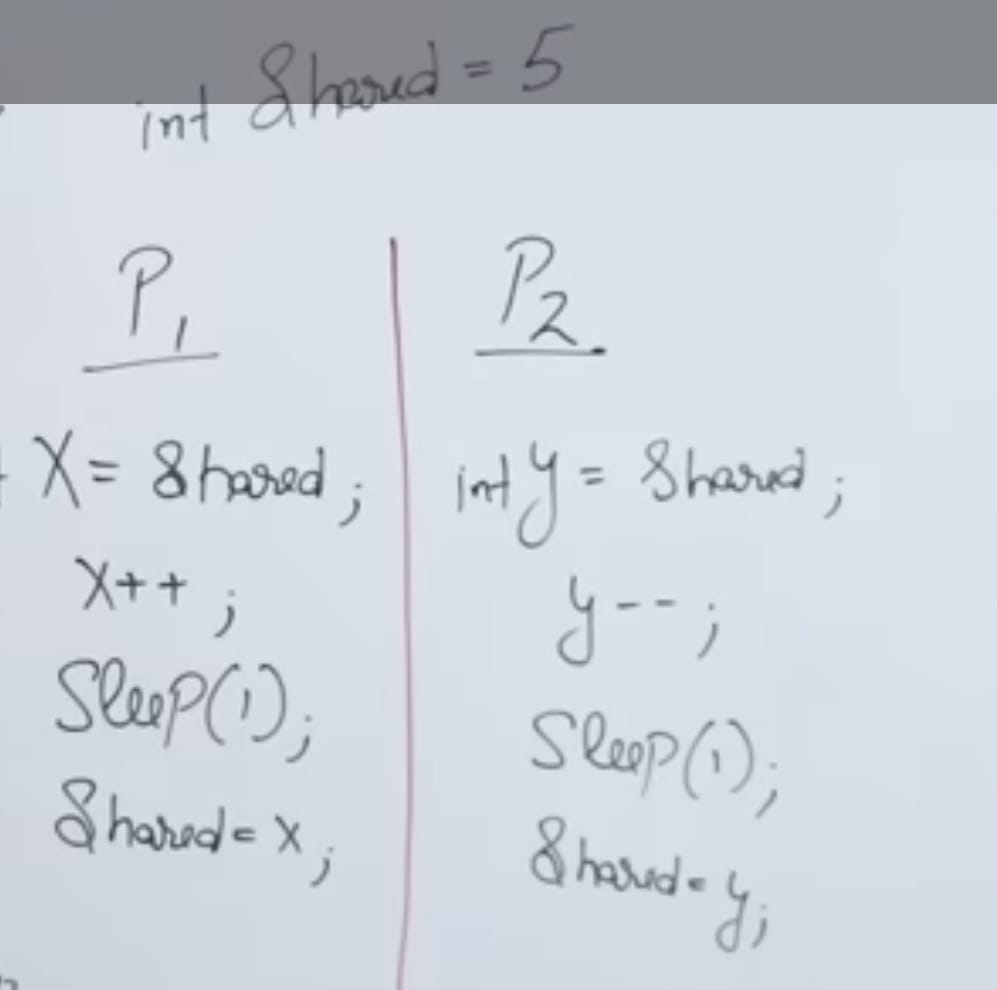 int Shared = 5
P1
X = Shared;
X++;
Sleep(1);
Shared = x;
P2
int y = Shared;
y--;
Sleep(1);
Shared = y;